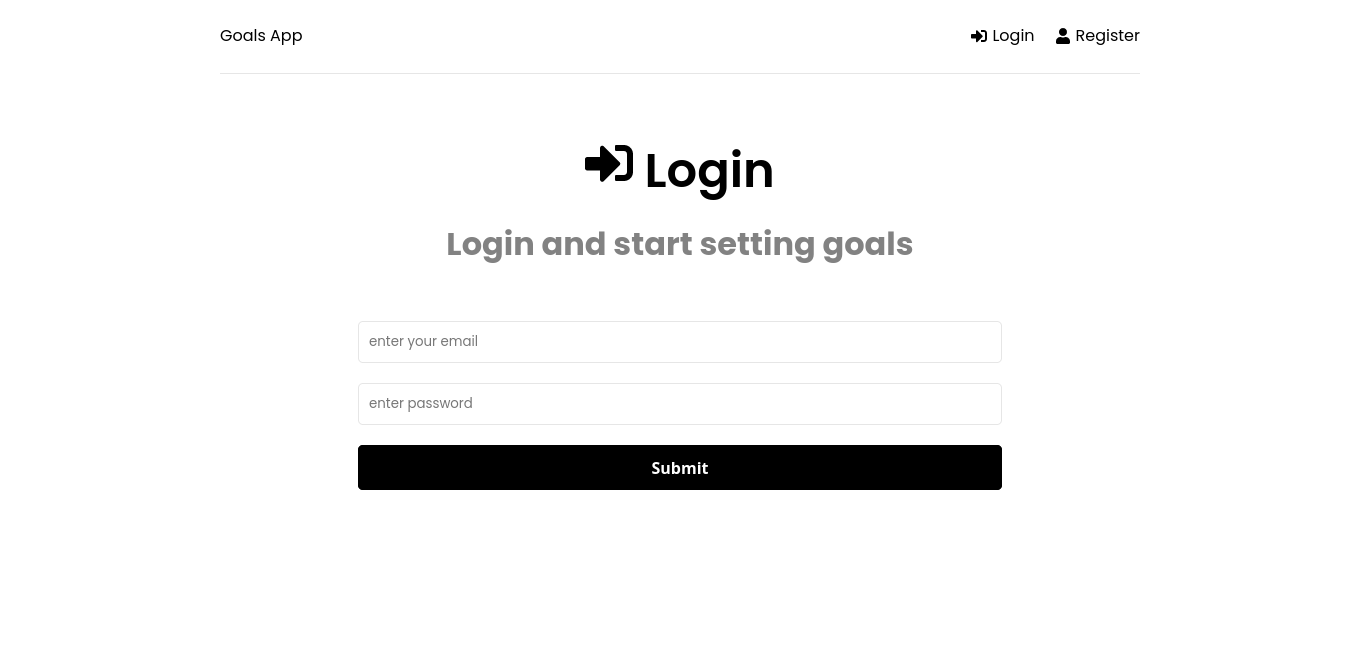 Goals App Login Register
Login
Login and start setting goals
enter your email
enter password
Submit